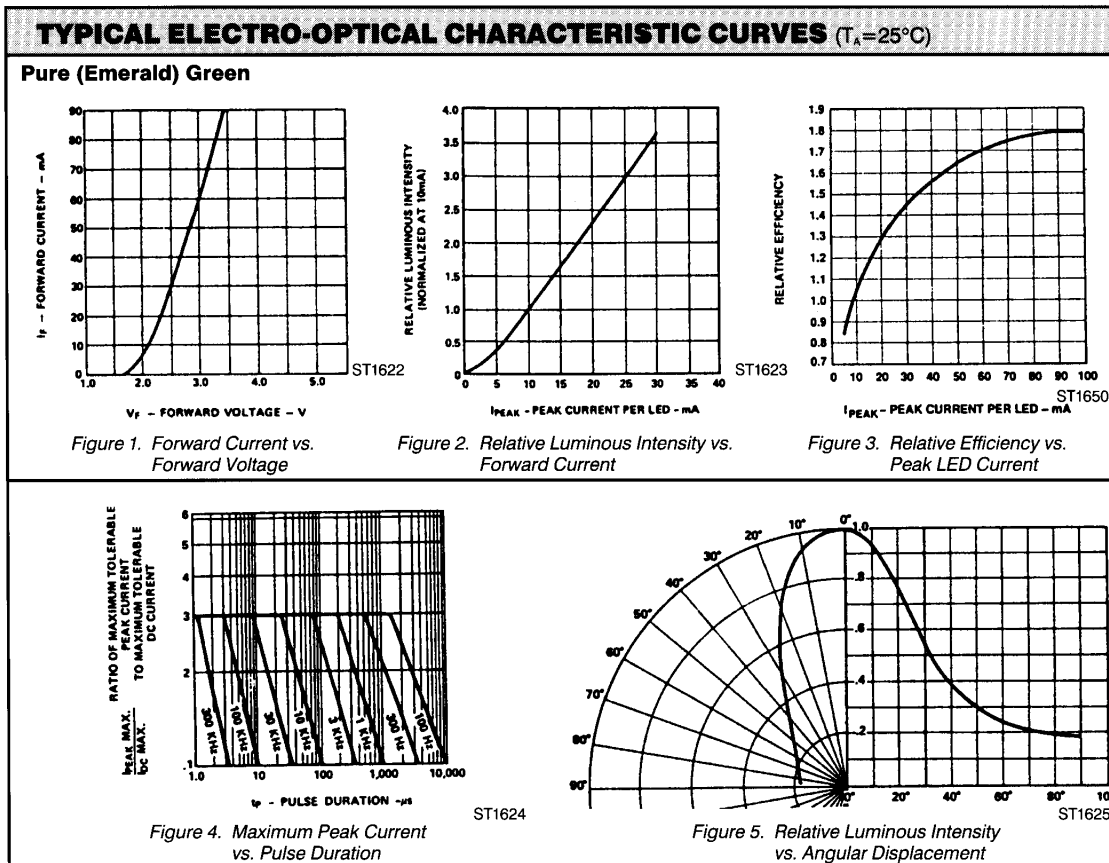 TYPICAL ELECTRO-OPTICAL CHARACTERISTIC CURVES (TA=25°C)
Pure (Emerald) Green
IF – FORWARD CURRENT – mA
90
80
70
60
50
40
30
20
10
0
1.0 2.0 3.0 4.0 5.0
ST1622
VF – FORWARD VOLTAGE – V
Figure 1. Forward Current vs.
Forward Voltage
RELATIVE LUMINOUS INTENSITY
(NORMALIZED AT 10mA)
4.0
3.5
3.0
2.5
2.0
1.5
1.0
0.5
0
0 5 10 15 20 25 30 35 40
ST1623
IPEAK - PEAK CURRENT PER LED - mA
Figure 2. Relative Luminous Intensity vs.
Forward Current
RELATIVE EFFICIENCY
1.9
1.8
1.7
1.6
1.5
1.4
1.3
1.2
1.1
1.0
1.9
1.8
0.7
0 10 20 30 40 50 60 70 80 90 100
ST1650
IPEAK - PEAK CURRENT PER LED - mA
Figure 3. Relative Efficiency vs.
Peak LED Current
IPEAK MAX.
IDC MAX.
RATIO OF MAXIMUM TOLERABLE
PEAK CURRENT
TO MAXIMUM TOLERABLE
DC CURRENT
6
5
4
3
2
.1
300 KHz
100 KHz
30 KHz
10 KHz
3 KHz
1 KHz
300 Hz
100 Hz
1.0 10 100 1,000 10,000
tP - PULSE DURATION -µs
ST1624
Figure 4. Maximum Peak Current
vs. Pulse Duration
0°
10°
20°
30°
40°
50°
60°
70°
80°
90°
1.0
.8
.6
.4
.2
0° 20° 40° 60° 80° 10
ST1625
Figure 5. Relative Luminous Intensity
vs. Angular Displacement